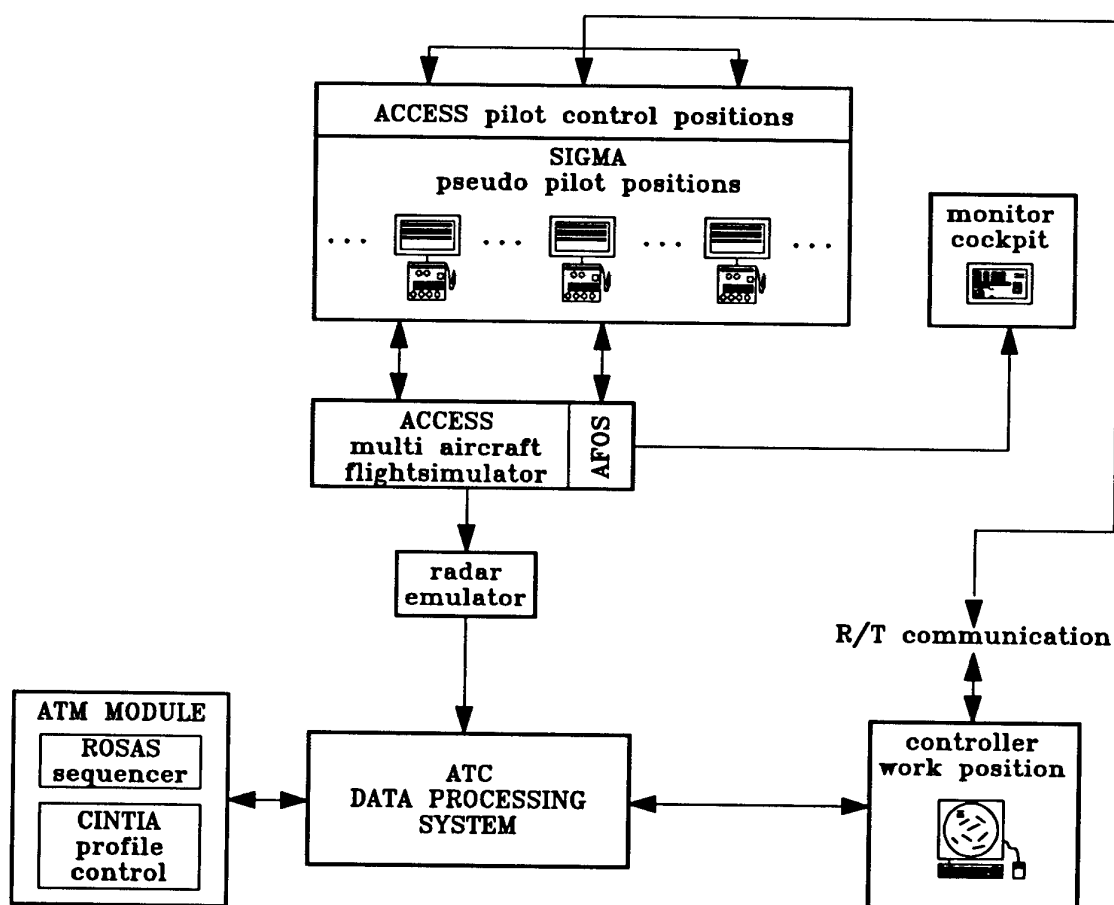 ACCESS pilot control positions
SIGMA
pseudo pilot positions
... ... ... ...
monitor
cockpit
ACCESS
multi aircraft
flightsimulator
AFOS
radar
emulator
R/T communication
ATM MODULE
ROSAS
sequencer
CINTIA
profile
control
ATC
DATA PROCESSING
SYSTEM
controller
work position